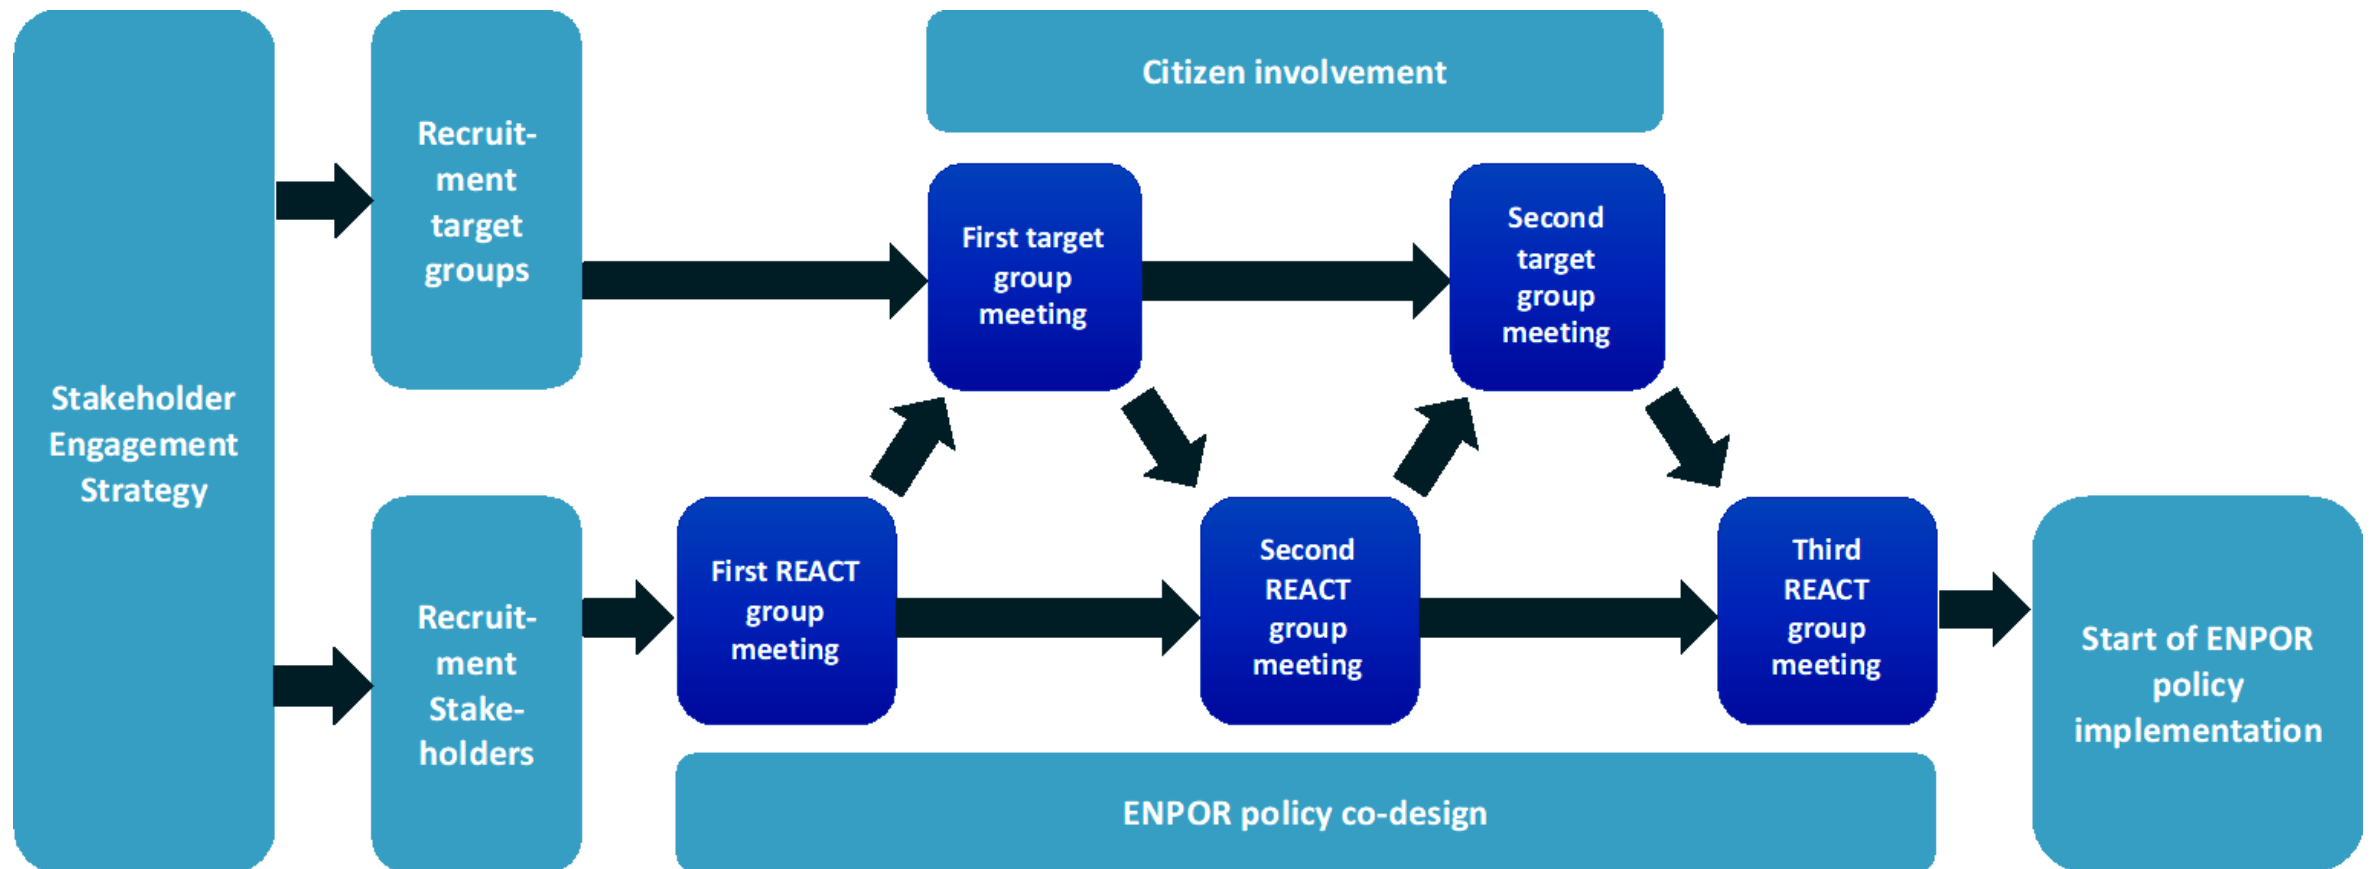 Stakeholder
Engagement
Strategy
Recruit-
ment
target
groups
Recruit-
ment
Stake-
holders
Citizen involvement
First target
group
meeting
Second
target
group
meeting
First REACT
group
meeting
Second
REACT
group
meeting
Third
REACT
group
meeting
Start of ENPOR
policy
implementation
ENPOR policy co-design